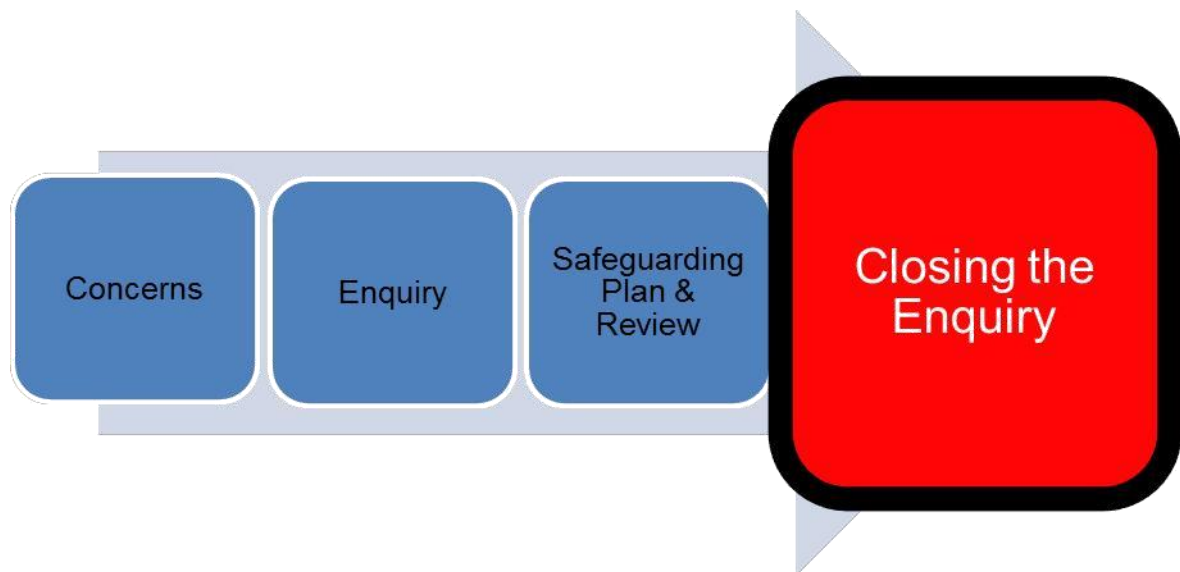 Concerns
Enquiry
Safeguarding
Plan &
Review
Closing the
Enquiry